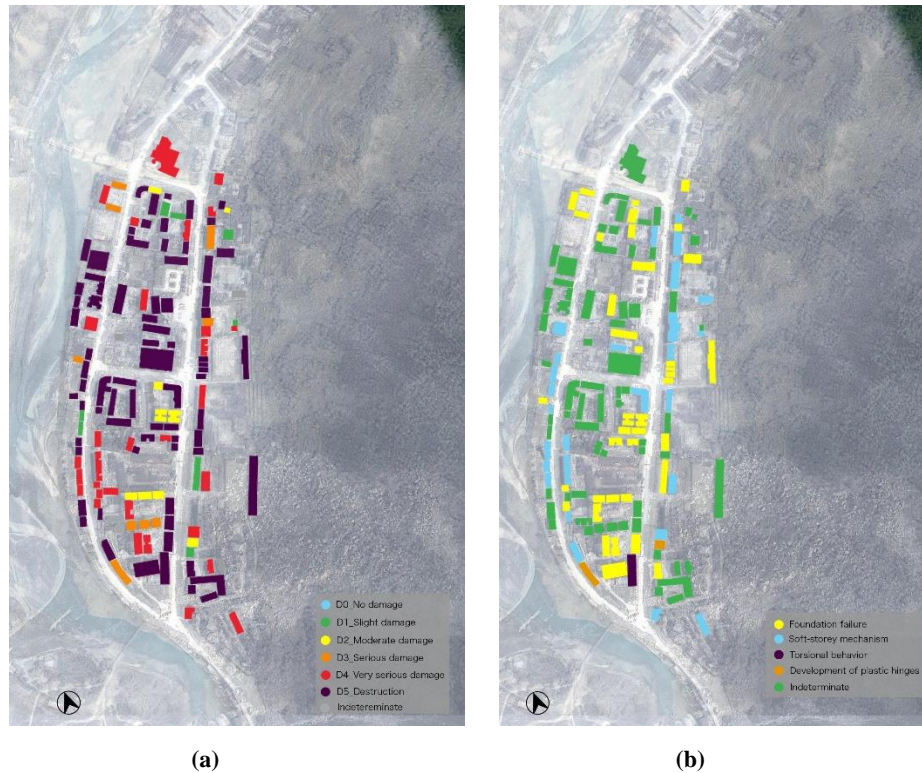 D0_No damage
D1_Slight damage
D2_Moderate damage
D3_Serious damage
D4_Very serious damage
D5_Destruction
Indetereminate
Foundation failure
Soft-storey mechanism
Torsional behavior
Development of plastic hinges
Indeterminate
(a)
(b)